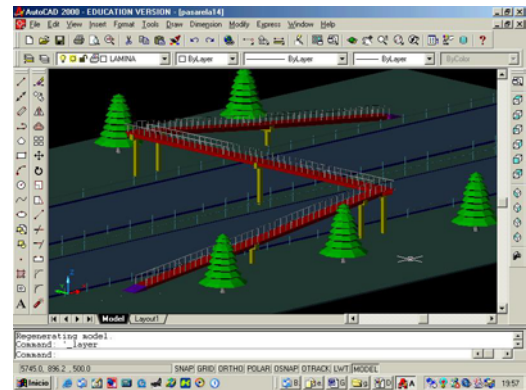 AutoCAD 2000 - EDUCATION VERSION - [pasarela14]
File Edit View Insert Format Tools Draw Dimension Modify Express Window Help
LAMINA ByLayer ByLayer ByLayer ByColor
Z
Model Layout1
Regenerating model.
Command: '_layer
Command:
5745.0, 896.2 , 500.0 SNAP GRID ORTHO POLAR OSNAP OTRACK LWT MODEL
Inicio 19:57